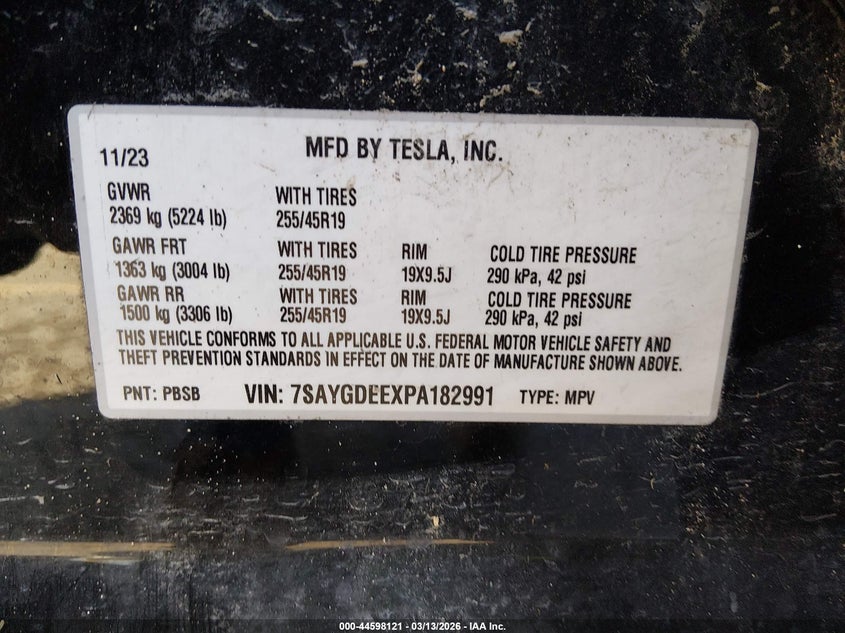 11/23 MFD BY TESLA, INC.
GVWR WITH TIRES
2369 kg (5224 lb) 255/45R19
GAWR FRT WITH TIRES RIM COLD TIRE PRESSURE
1363 kg (3004 lb) 255/45R19 19X9.5J 290 kPa, 42 psi
GAWR RR WITH TIRES RIM COLD TIRE PRESSURE
1500 kg (3306 lb) 255/45R19 19X9.5J 290 kPa, 42 psi
THIS VEHICLE CONFORMS TO ALL APPLICABLE U.S. FEDERAL MOTOR VEHICLE SAFETY AND
THEFT PREVENTION STANDARDS IN EFFECT ON THE DATE OF MANUFACTURE SHOWN ABOVE.
PNT: PBSB VIN: 7SAYGDEEXPA182991 TYPE: MPV
000-44598121 / 03/13/2026 - IAA Inc.